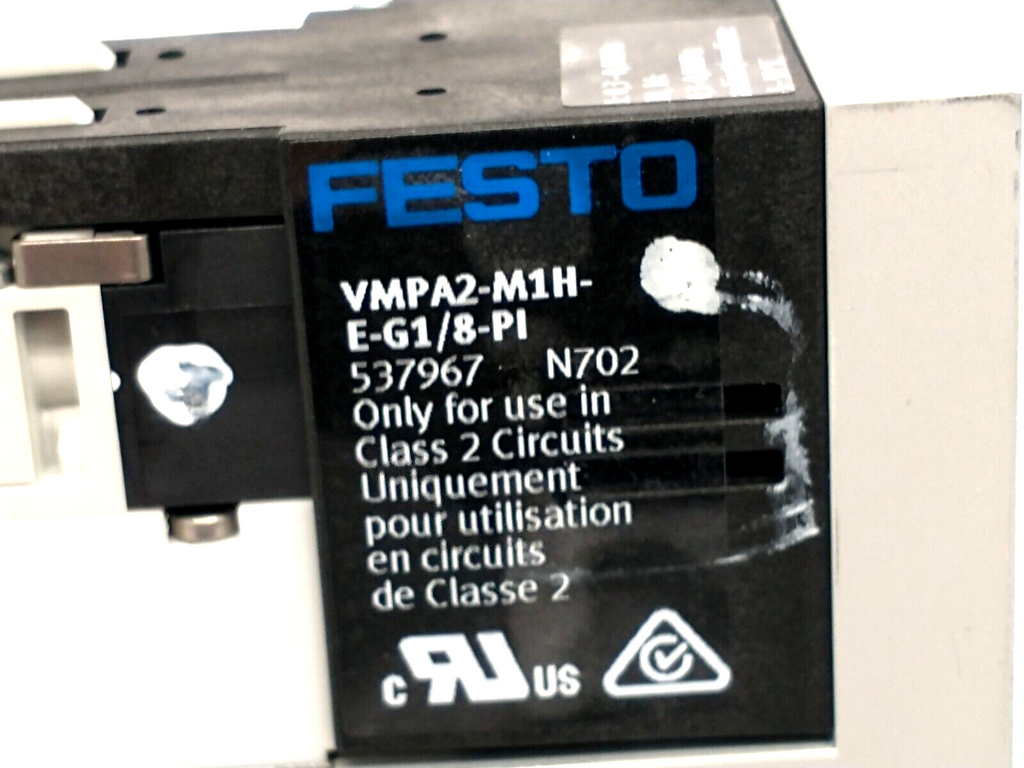 FESTO
VMPA2-M1H-
E-G1/8-PI
537967 N702
Only for use in
Class 2 Circuits
Uniquement
pour utilisation
en circuits
de Classe 2
c RU US